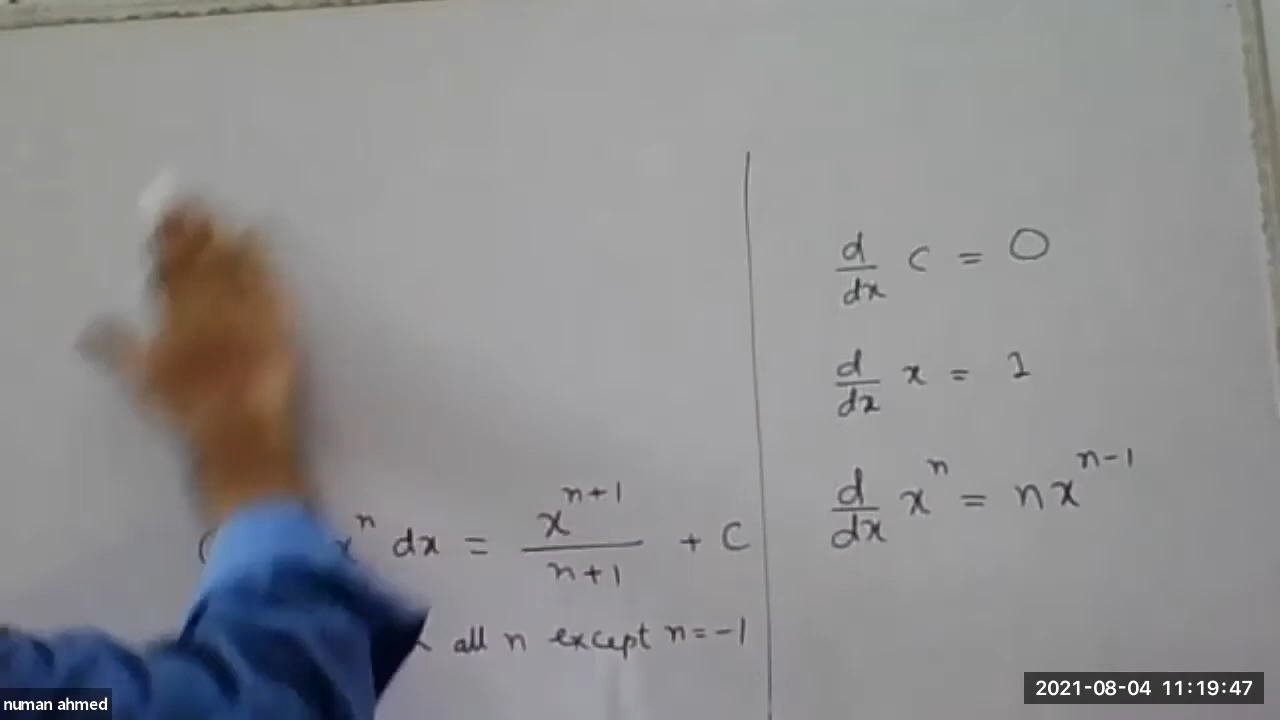 x^n dx = x^{n+1}/n+1 + C
all n except n = -1
d/dx c = 0
d/dx x = 1
d/dx x^n = nx^{n-1}
numan ahmed
2021-08-04 11:19:47